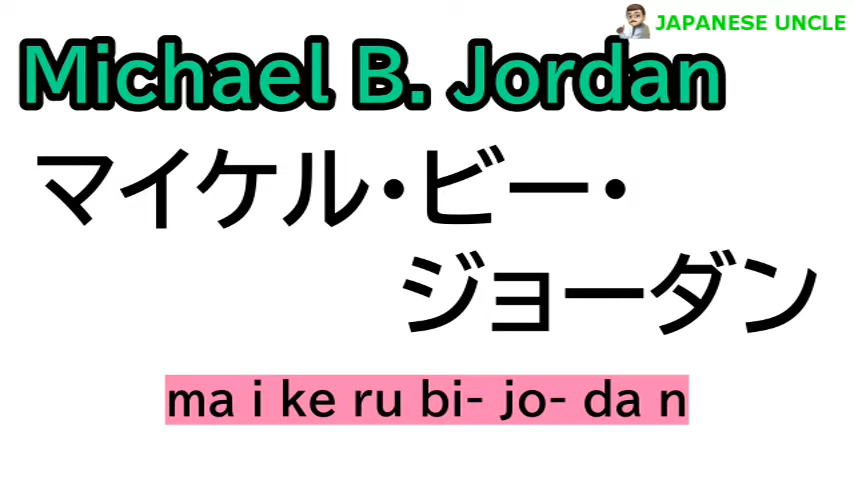 JAPANESE UNCLE
Michael B. Jordan
マイケル・ビー・
ジョーダン
ma i ke ru bi- jo- da n